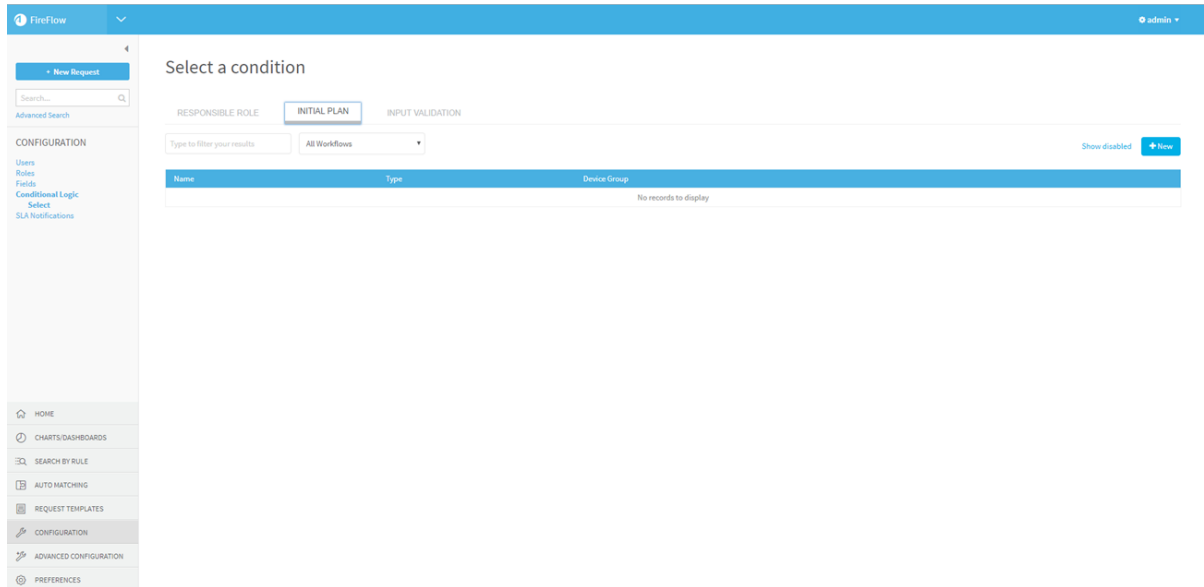 FireFlow
admin
+ New Request
Search...
Advanced Search
CONFIGURATION
Users
Roles
Fields
Conditional Logic
Select
SLA Notifications
HOME
CHARTS/DASHBOARDS
SEARCH BY RULE
AUTO MATCHING
REQUEST TEMPLATES
CONFIGURATION
ADVANCED CONFIGURATION
PREFERENCES
Select a condition
RESPONSIBLE ROLE INITIAL PLAN INPUT VALIDATION
Type to filter your results All Workflows Show disabled +New
Name Type Device Group
No records to display